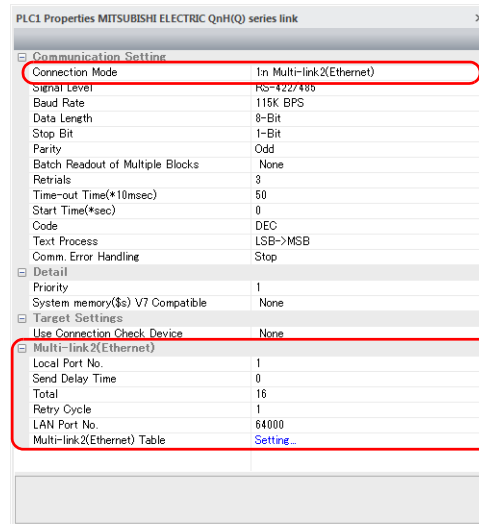 PLC1 Properties MITSUBISHI ELECTRIC QnH(Q) series link
Communication Setting
Connection Mode 1:n Multi-link2(Ethernet)
Signal Level RS-422/485
Baud Rate 115K BPS
Data Length 8-Bit
Stop Bit 1-Bit
Parity Odd
Batch Readout of Multiple Blocks None
Retrials 3
Time-out Time(*10msec) 50
Start Time(*sec) 0
Code DEC
Text Process LSB->MSB
Comm. Error Handling Stop
Detail
Priority 1
System memory($s) V7 Compatible None
Target Settings
Use Connection Check Device None
Multi-link2(Ethernet)
Local Port No. 1
Send Delay Time 0
Total 16
Retry Cycle 1
LAN Port No. 64000
Multi-link2(Ethernet) Table Setting...